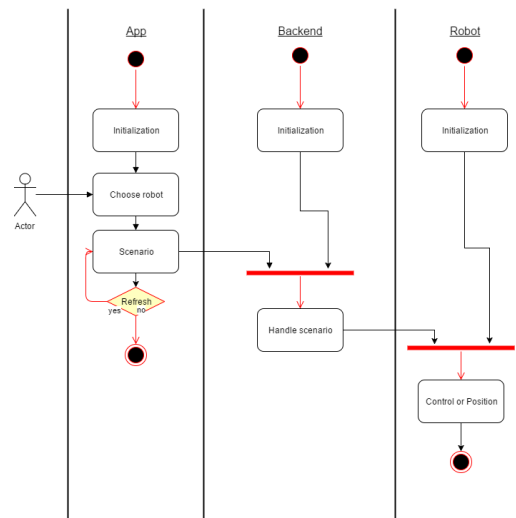 App
Backend
Robot
Initialization
Initialization
Initialization
Choose robot
Actor
Scenario
Refresh
yes
no
Handle scenario
Control or Position